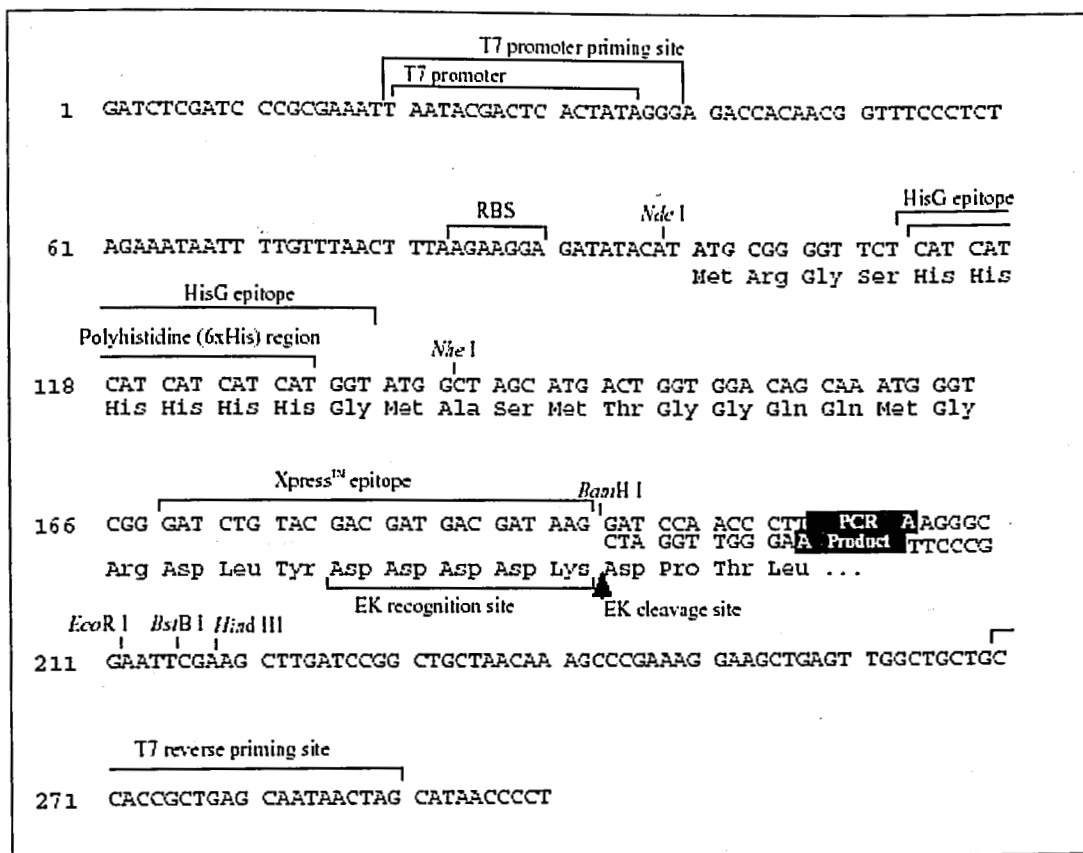 T7 promoter priming site
T7 promoter
1 GATCTCGATC CCGCGAAATT AATACGACTC ACTATAGGGA GACCACAACG GTTTCCCTCT
RBS NdeI HisG epitope
61 AGAAATAATT TTGTTTAACT TTAAGAAGGA GATATACAT ATG CGG GGT TCT CAT CAT
Met Arg Gly Ser His His
HisG epitope
Polyhistidine (6xHis) region NheI
118 CAT CAT CAT CAT GGT ATG GCT AGC ATG ACT GGT GGA CAG CAA ATG GGT
His His His His Gly Met Ala Ser Met Thr Gly Gly Gln Gln Met Gly
Xpress™ epitope BamH I
166 CGG GAT CTG TAC GAC GAT GAC GAT AAG GAT CCA ACC CTT PCR A AGGGC
CTA GGT TGG GA A Product TTCCCG
Arg Asp Leu Tyr Asp Asp Asp Asp Lys Asp Pro Thr Leu ...
EK recognition site EK cleavage site
EcoR I BstB I Hind III
211 GAATTCGAAG CTTGATCCGG CTGCTAACAA AGCCCGAAAG GAAGCTGAGT TGGCTGCTGC
T7 reverse priming site
271 CACCGCTGAG CAATAACTAG CATAACCCCT